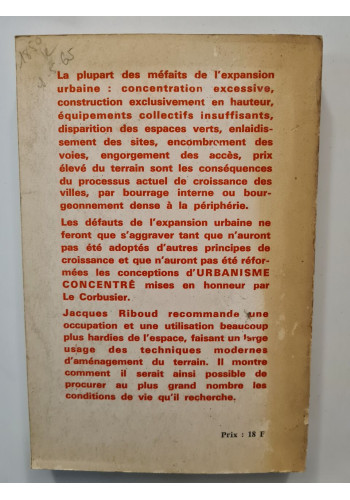 La plupart des méfaits de l'expansion
urbaine : concentration excessive,
construction exclusivement en hauteur,
équipements collectifs insuffisants,
disparition des espaces verts, enlaidis-
sement des sites, encombrement des
voies, engorgement des accès, prix
élevé du terrain sont les conséquences
du processus actuel de croissance des
villes, par bourrage interne ou bour-
geonnement dense à la périphérie.
Les défauts de l'expansion urbaine ne
feront que s'aggraver tant que n'auront
pas été adoptés d'autres principes de
croissance et que n'auront pas été réfor-
mées les conceptions d'URBANISME
CONCENTRÉ mises en honneur par
Le Corbusier.
Jacques Riboud recommande une
occupation et une utilisation beaucoup
plus hardies de l'espace, faisant un large
usage des techniques modernes
d'aménagement du terrain. Il montre
comment il serait ainsi possible de
procurer au plus grand nombre les
conditions de vie qu'il recherche.
Prix : 18 F